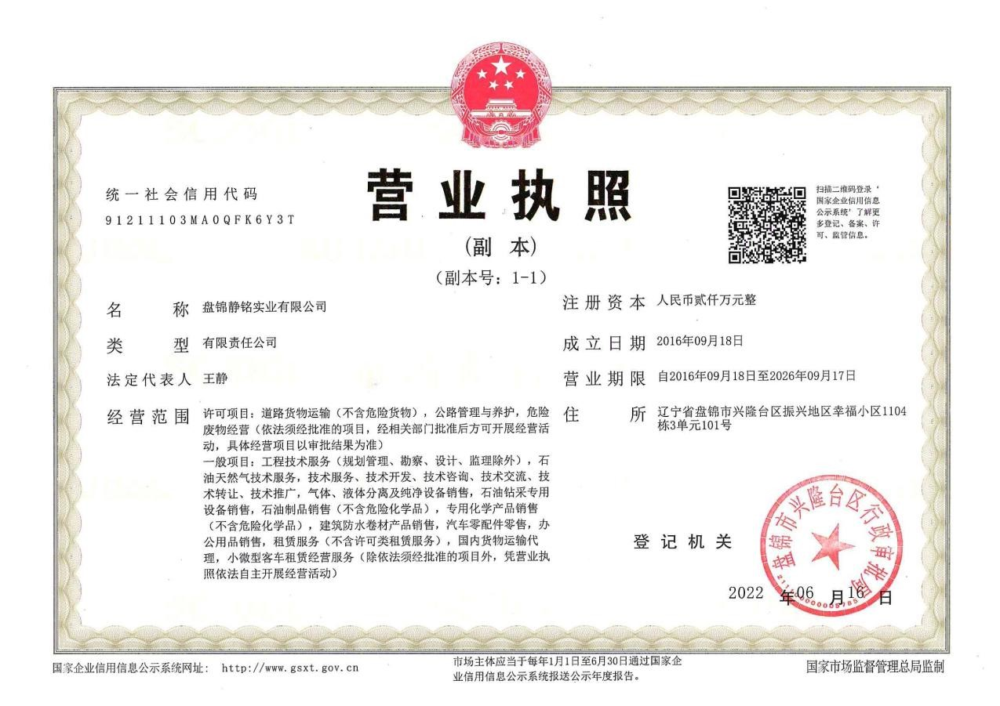 营业执照
(副 本)
（副本号：1-1）
统一社会信用代码
91211103MA0QFK6Y3T
扫描二维码登录‘
国家企业信用信息
公示系统’了解更
多登记、备案、许
可、监管信息。
名 称 盘锦静铭实业有限公司
类 型 有限责任公司
法定代表人 王静
经营范围 许可项目：道路货物运输（不含危险货物），公路管理与养护，危险
废物经营（依法须经批准的项目，经相关部门批准后方可开展经营活
动，具体经营项目以审批结果为准）
一般项目：工程技术服务（规划管理、勘察、设计、监理除外），石
油天然气技术服务，技术服务、技术开发、技术咨询、技术交流、技
术转让、技术推广，气体、液体分离及纯净设备销售，石油钻采专用
设备销售，石油制品销售（不含危险化学品），专用化学产品销售
（不含危险化学品），建筑防水卷材产品销售，汽车零配件零售，办
公用品销售，租赁服务（不含许可类租赁服务），国内货物运输代
理，小微型客车租赁经营服务（除依法须经批准的项目外，凭营业执
照依法自主开展经营活动）
注册资本 人民币贰仟万元整
成立日期 2016年09月18日
营业期限 自2016年09月18日至2026年09月17日
住 所 辽宁省盘锦市兴隆台区振兴地区幸福小区1104
栋3单元101号
登记机关
盘锦市兴隆台区行政审批局
2022 年06 月16 日
国家企业信用信息公示系统网址： http://www.gsxt.gov.cn
市场主体应当于每年1月1日至6月30日通过国家企
业信用信息公示系统报送公示年度报告。
国家市场监督管理总局监制